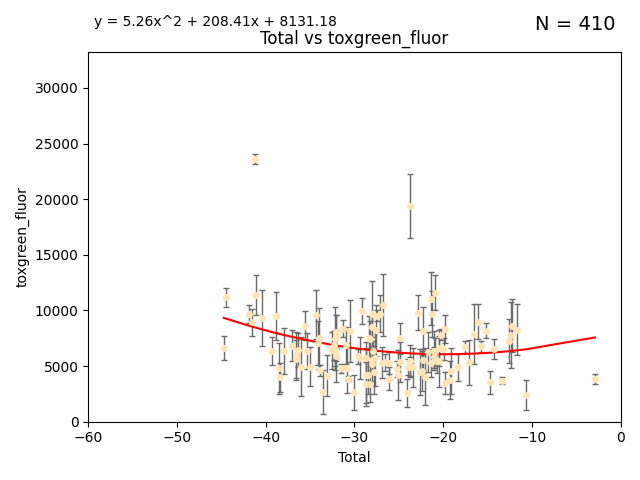 y = 5.26x^2 + 208.41x + 8131.18
N = 410
Total vs toxgreen_fluor
30000
25000
20000
15000
10000
5000
0
toxgreen_fluor
−60
−50
−40
−30
−20
−10
0
Total